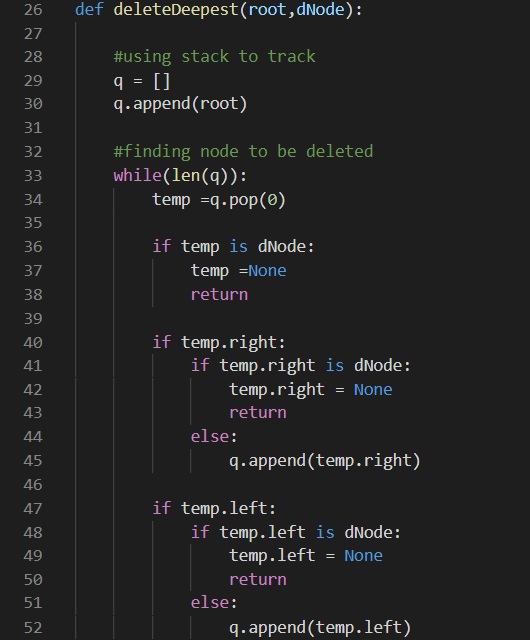 26 def deleteDeepest(root,dNode):
27
28     #using stack to track
29     q = []
30     q.append(root)
31
32     #finding node to be deleted
33     while(len(q)):
34         temp =q.pop(0)
35
36         if temp is dNode:
37             temp =None
38             return
39
40         if temp.right:
41             if temp.right is dNode:
42                 temp.right = None
43                 return
44             else:
45                 q.append(temp.right)
46
47         if temp.left:
48             if temp.left is dNode:
49                 temp.left = None
50                 return
51             else:
52                 q.append(temp.left)